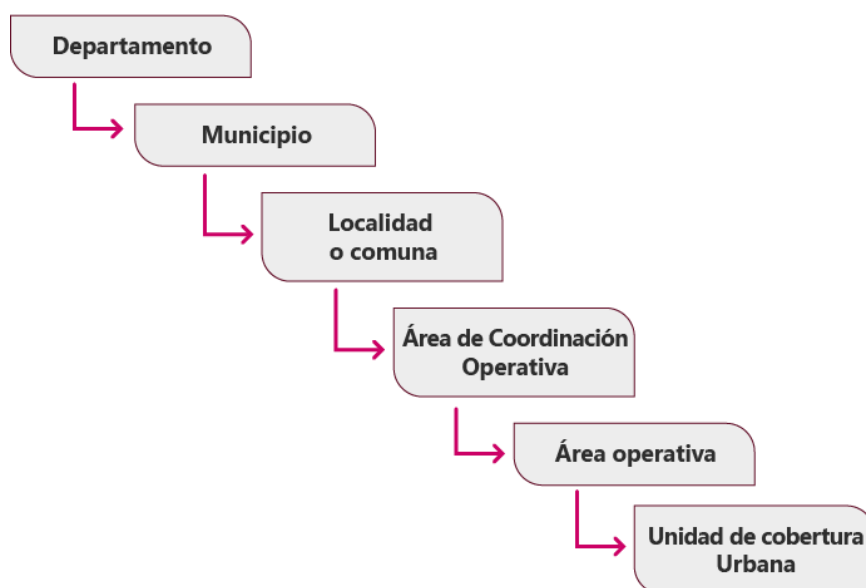 Departamento
Municipio
Localidad
o comuna
Área de Coordinación
Operativa
Área operativa
Unidad de cobertura
Urbana